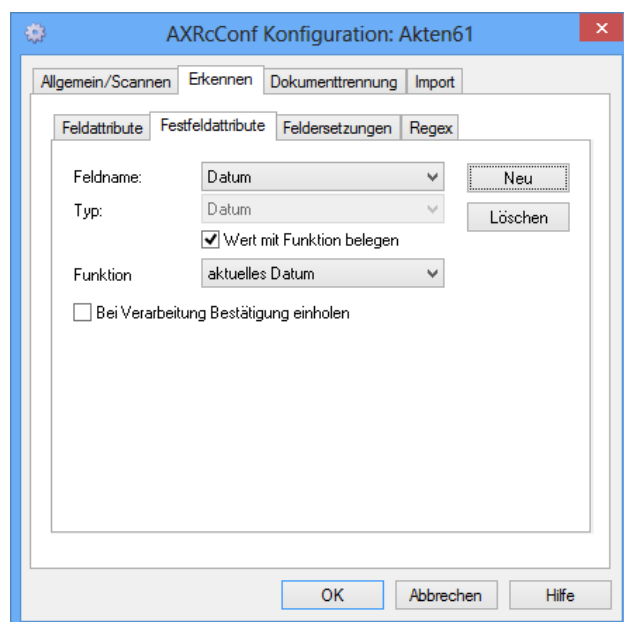 AXRcConf Konfiguration: Akten61
Allgemein/Scannen Erkennen Dokumenttrennung Import
Feldattribute Festfeldattribute Feldersetzungen Regex
Feldname: Datum Neu
Typ: Datum Löschen
Wert mit Funktion belegen
Funktion aktuelles Datum
Bei Verarbeitung Bestätigung einholen
OK Abbrechen Hilfe